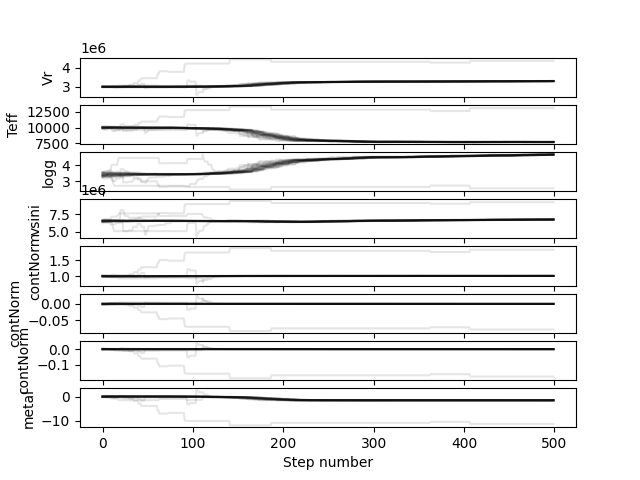 1e6
Vr
4
3
Teff
12500
10000
7500
logg
4
3
1e6
vsini
7.5
5.0
contNorm
1.5
1.0
contNorm
0.00
−0.05
contNorm
0.0
−0.1
metal
0
−10
0
100
200
300
400
500
Step number